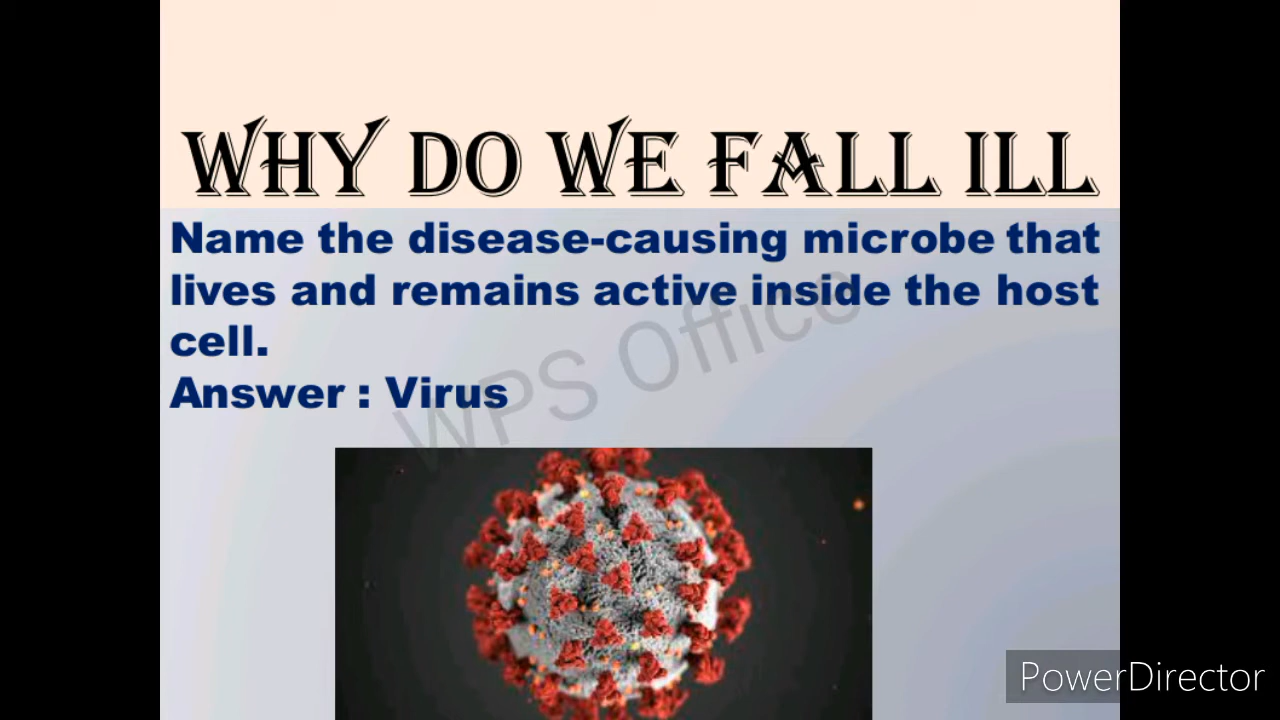 WHY DO WE FALL ILL
Name the disease-causing microbe that
lives and remains active inside the host
cell.
Answer : Virus
WPS Office
PowerDirector